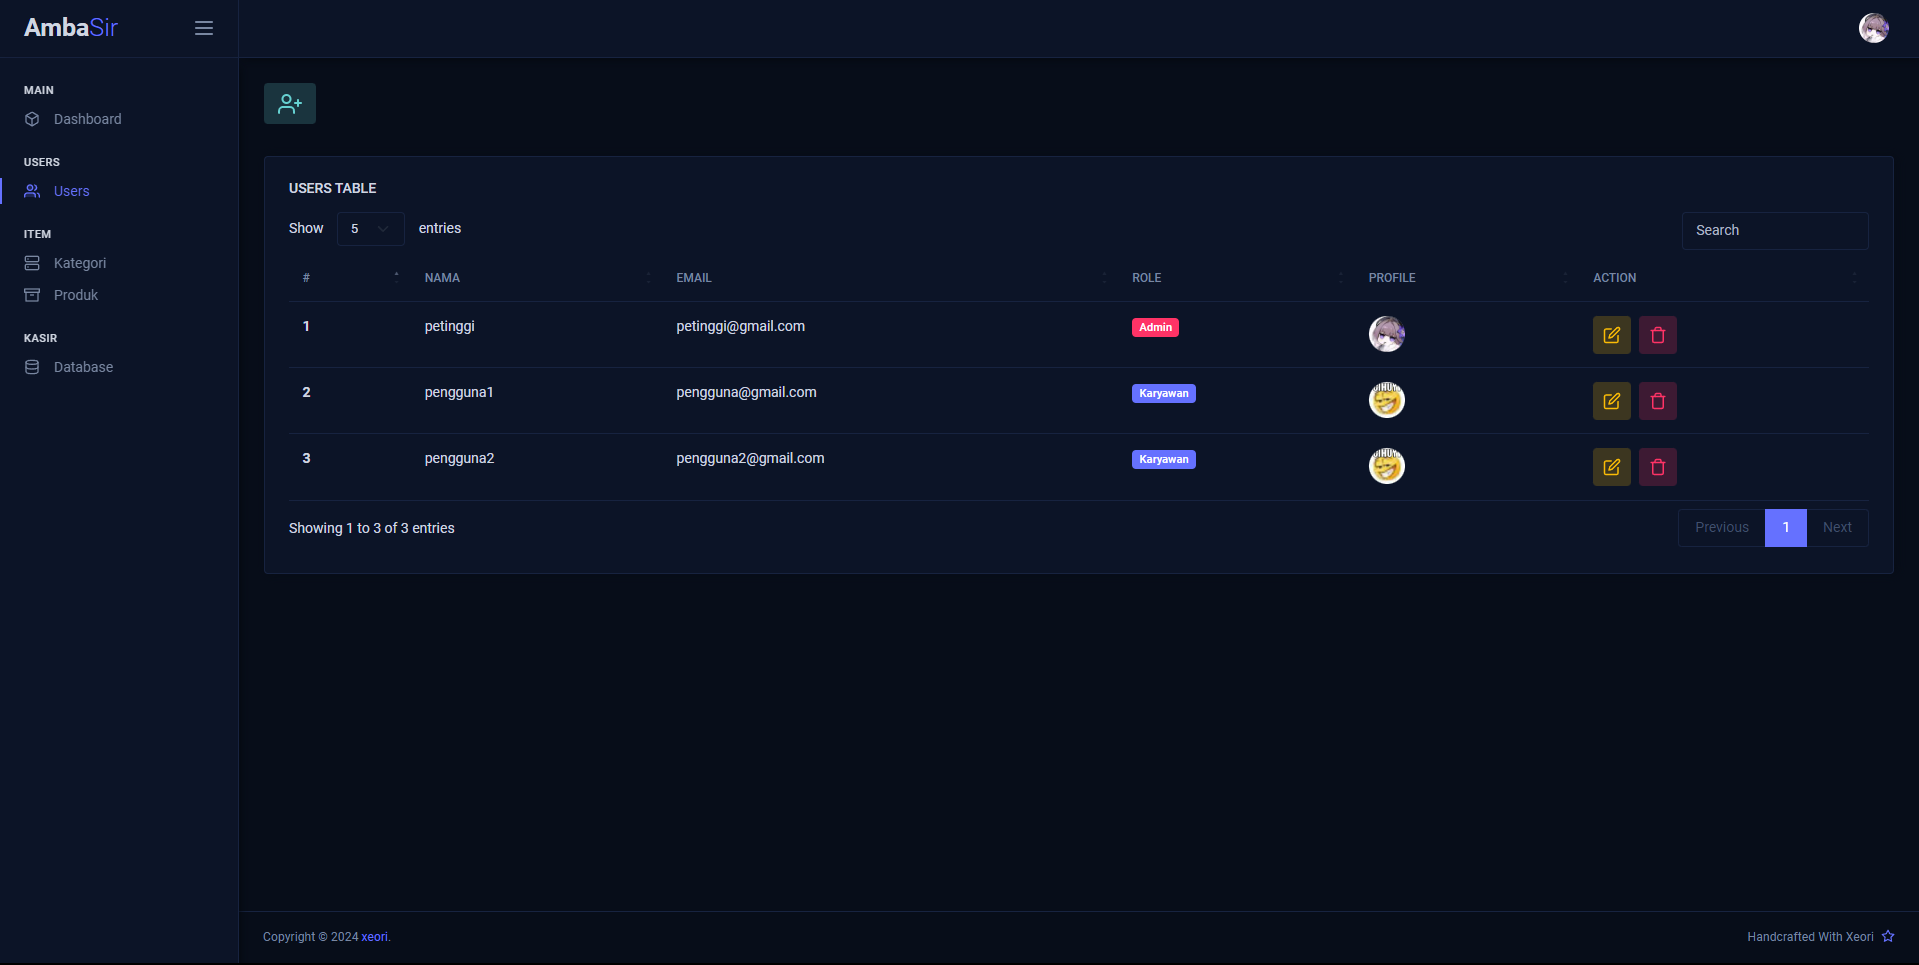 AmbaSir
MAIN
Dashboard
USERS
Users
ITEM
Kategori
Produk
KASIR
Database
USERS TABLE
Show 5 entries
Search
# NAMA EMAIL ROLE PROFILE ACTION
1 petinggi petinggi@gmail.com Admin
2 pengguna1 pengguna@gmail.com Karyawan
3 pengguna2 pengguna2@gmail.com Karyawan
Showing 1 to 3 of 3 entries
Previous 1 Next
Copyright © 2024 xeori.
Handcrafted With Xeori